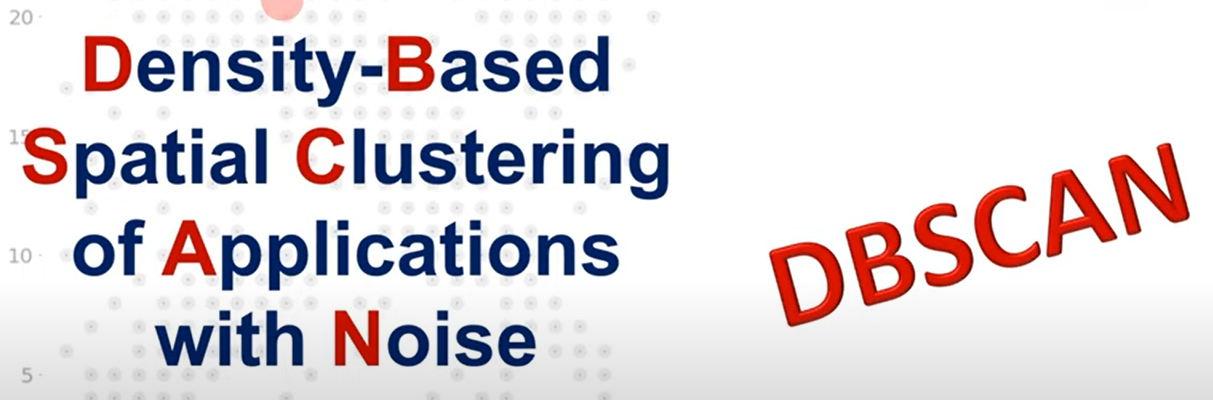 20
Density-Based
15
Spatial Clustering
of Applications
10
with Noise
5
DBSCAN